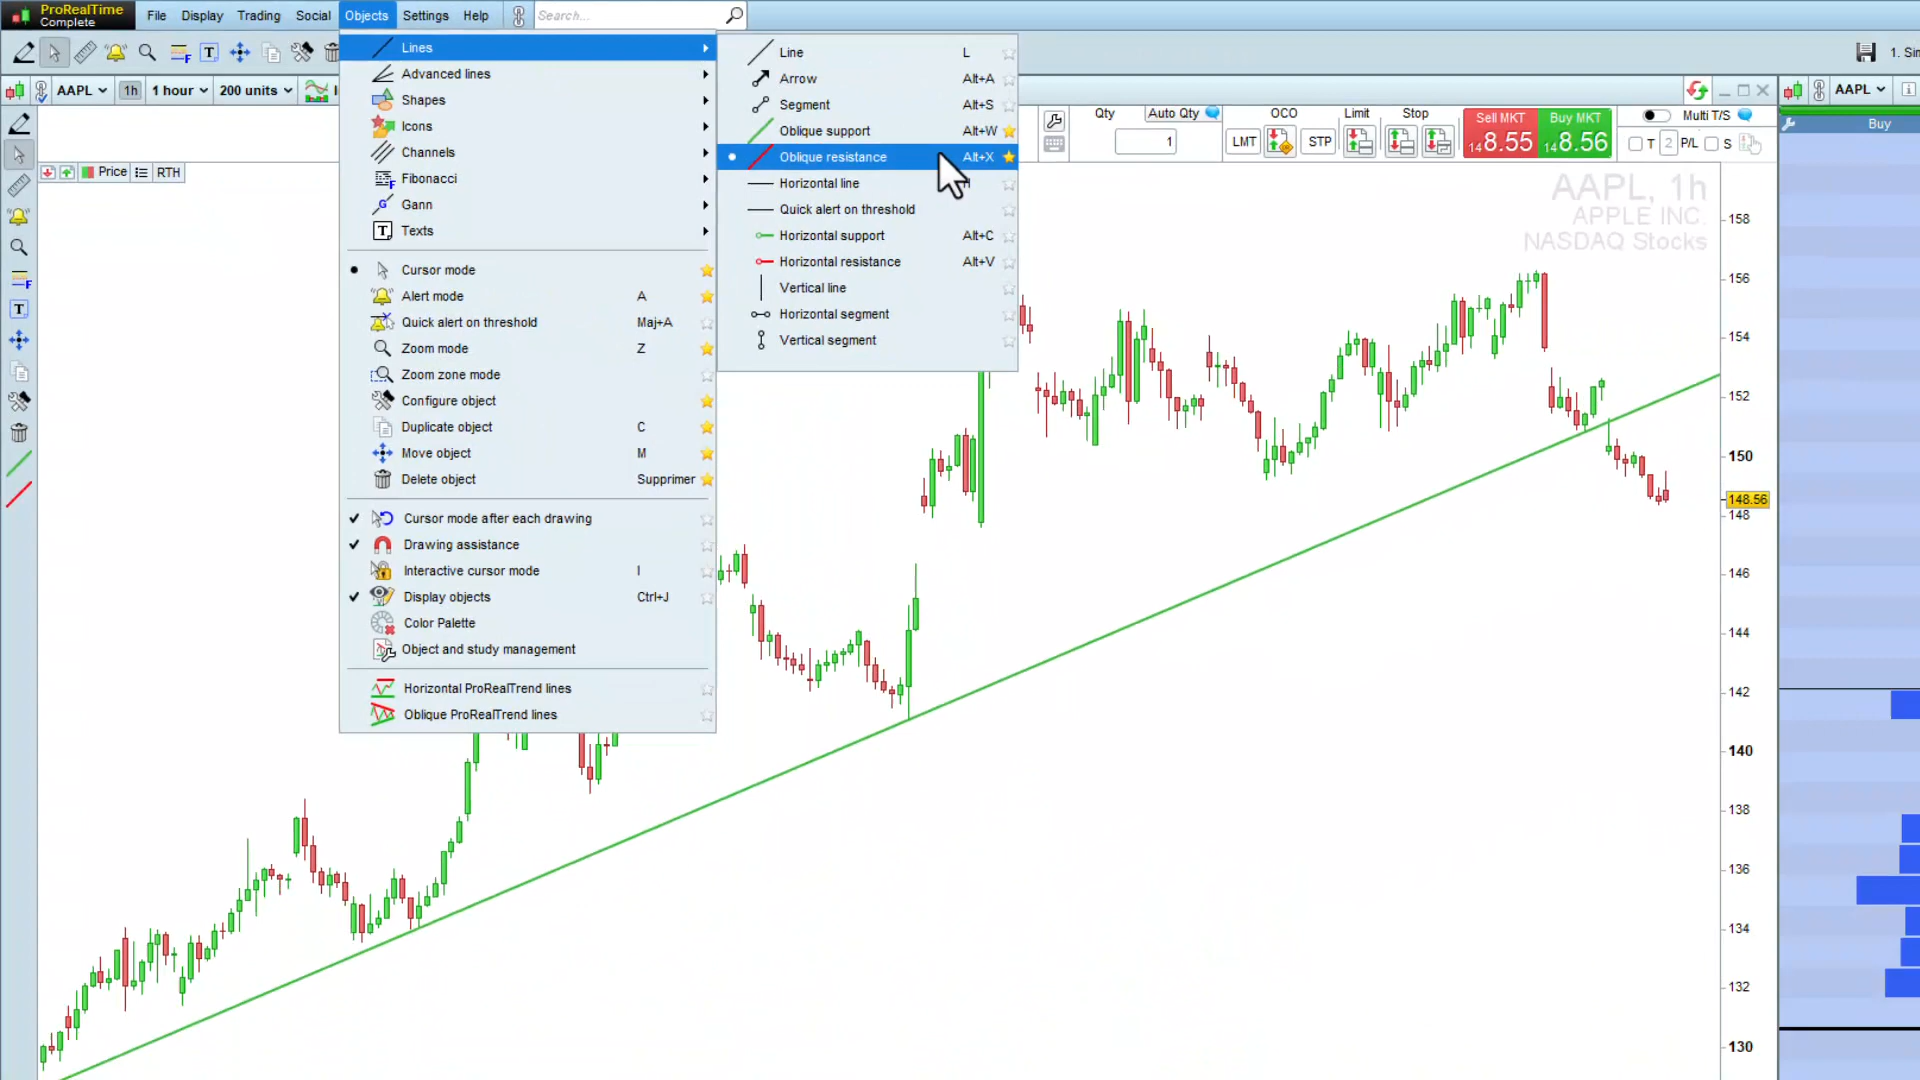 ProRealTime
Complete
File Display Trading Social Objects Settings Help Search...
1. Sin
AAPL 1h 1 hour 200 units
AAPL
Price RTH
Lines
Advanced lines
Shapes
Icons
Channels
Fibonacci
Gann
Texts
Cursor mode
Alert mode A
Quick alert on threshold Maj+A
Zoom mode Z
Zoom zone mode
Configure object
Duplicate object C
Move object M
Delete object Supprimer
Cursor mode after each drawing
Drawing assistance
Interactive cursor mode I
Display objects Ctrl+J
Color Palette
Object and study management
Horizontal ProRealTrend lines
Oblique ProRealTrend lines
Line L
Arrow Alt+A
Segment Alt+S
Oblique support Alt+W
Oblique resistance Alt+X
Horizontal line
Quick alert on threshold
Horizontal support Alt+C
Horizontal resistance Alt+V
Vertical line
Horizontal segment
Vertical segment
Qty Auto Qty OCO Limit Stop
1 LMT STP
Sell MKT
148.55
Buy MKT
148.56
Multi T/S
T 2 P/L S
Buy
AAPL, 1h
APPLE INC.
NASDAQ Stocks
158
156
154
152
150
148.56
148
146
144
142
140
138
136
134
132
130